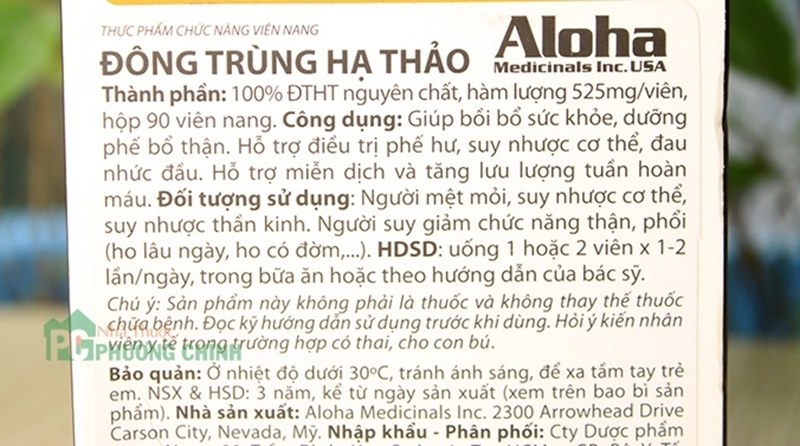 THỰC PHẨM CHỨC NĂNG VIÊN NANG
ĐÔNG TRÙNG HẠ THẢO
Aloha
Medicinals Inc. USA
Thành phần: 100% ĐTHT nguyên chất, hàm lượng 525mg/viên,
hộp 90 viên nang. Công dụng: Giúp bồi bổ sức khỏe, dưỡng
phế bổ thận. Hỗ trợ điều trị phế hư, suy nhược cơ thể, đau
nhức đầu. Hỗ trợ miễn dịch và tăng lưu lượng tuần hoàn
máu. Đối tượng sử dụng: Người mệt mỏi, suy nhược cơ thể,
suy nhược thần kinh. Người suy giảm chức năng thận, phổi
(ho lâu ngày, ho có đờm,...). HDSD: uống 1 hoặc 2 viên x 1-2
lần/ngày, trong bữa ăn hoặc theo hướng dẫn của bác sỹ.
Chú ý: Sản phẩm này không phải là thuốc và không thay thế thuốc
chữa bệnh. Đọc kỹ hướng dẫn sử dụng trước khi dùng. Hỏi ý kiến nhân
viên y tế trong trường hợp có thai, cho con bú.
Nhà Thuốc
PC PHƯƠNG CHÍNH
Bảo quản: Ở nhiệt độ dưới 30ºC, tránh ánh sáng, để xa tầm tay trẻ
em. NSX & HSD: 3 năm, kể từ ngày sản xuất (xem trên bao bì sản
phẩm). Nhà sản xuất: Aloha Medicinals Inc. 2300 Arrowhead Drive
Carson City, Nevada, Mỹ. Nhập khẩu - Phân phối: Cty Dược phẩm